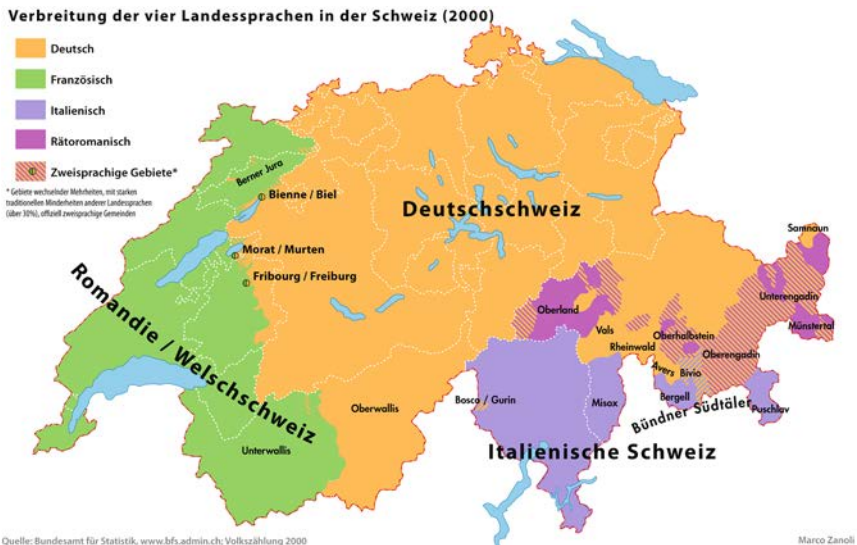 Verbreitung der vier Landessprachen in der Schweiz (2000)
Deutsch
Französisch
Italienisch
Rätoromanisch
Zweisprachige Gebiete*
* Gebiete wechselnder Mehrheiten, mit starken
traditionellen Minderheiten anderer Landessprachen
(über 30%), offiziell zweisprachige Gemeinden
Berner Jura
Bienne / Biel
Deutschschweiz
Morat / Murten
Fribourg / Freiburg
Romandie / Welschschweiz
Samnaun
Unterengadin
Oberland
Münstertal
Vals
Oberhalbstein
Rheinwald
Oberengadin
Avers
Bivio
Bergell
Bündner Südtäler
Puschlav
Oberwallis
Bosco / Gurin
Misox
Unterwallis
Italienische Schweiz
Quelle: Bundesamt für Statistik, www.bfs.admin.ch; Volkszählung 2000
Marco Zanoli